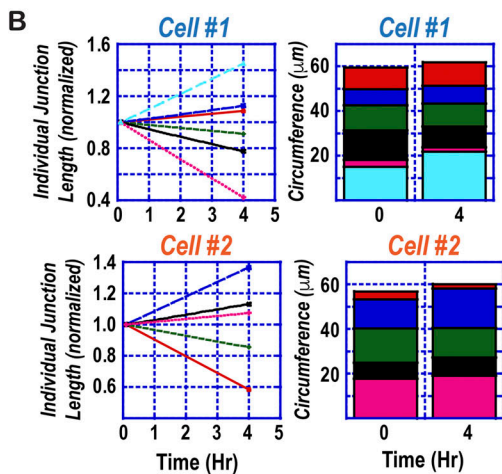 B
Cell #1
Cell #1
Individual Junction
Length (normalized)
1.6
1.2
0.8
0.4
0 1 2 3 4 5
Circumference (μm)
60
40
20
0 4
Cell #2
Cell #2
Individual Junction
Length (normalized)
1.4
1.2
1.0
0.8
0.6
0 1 2 3 4 5
Time (Hr)
Circumference (μm)
60
40
20
0 4
Time (Hr)